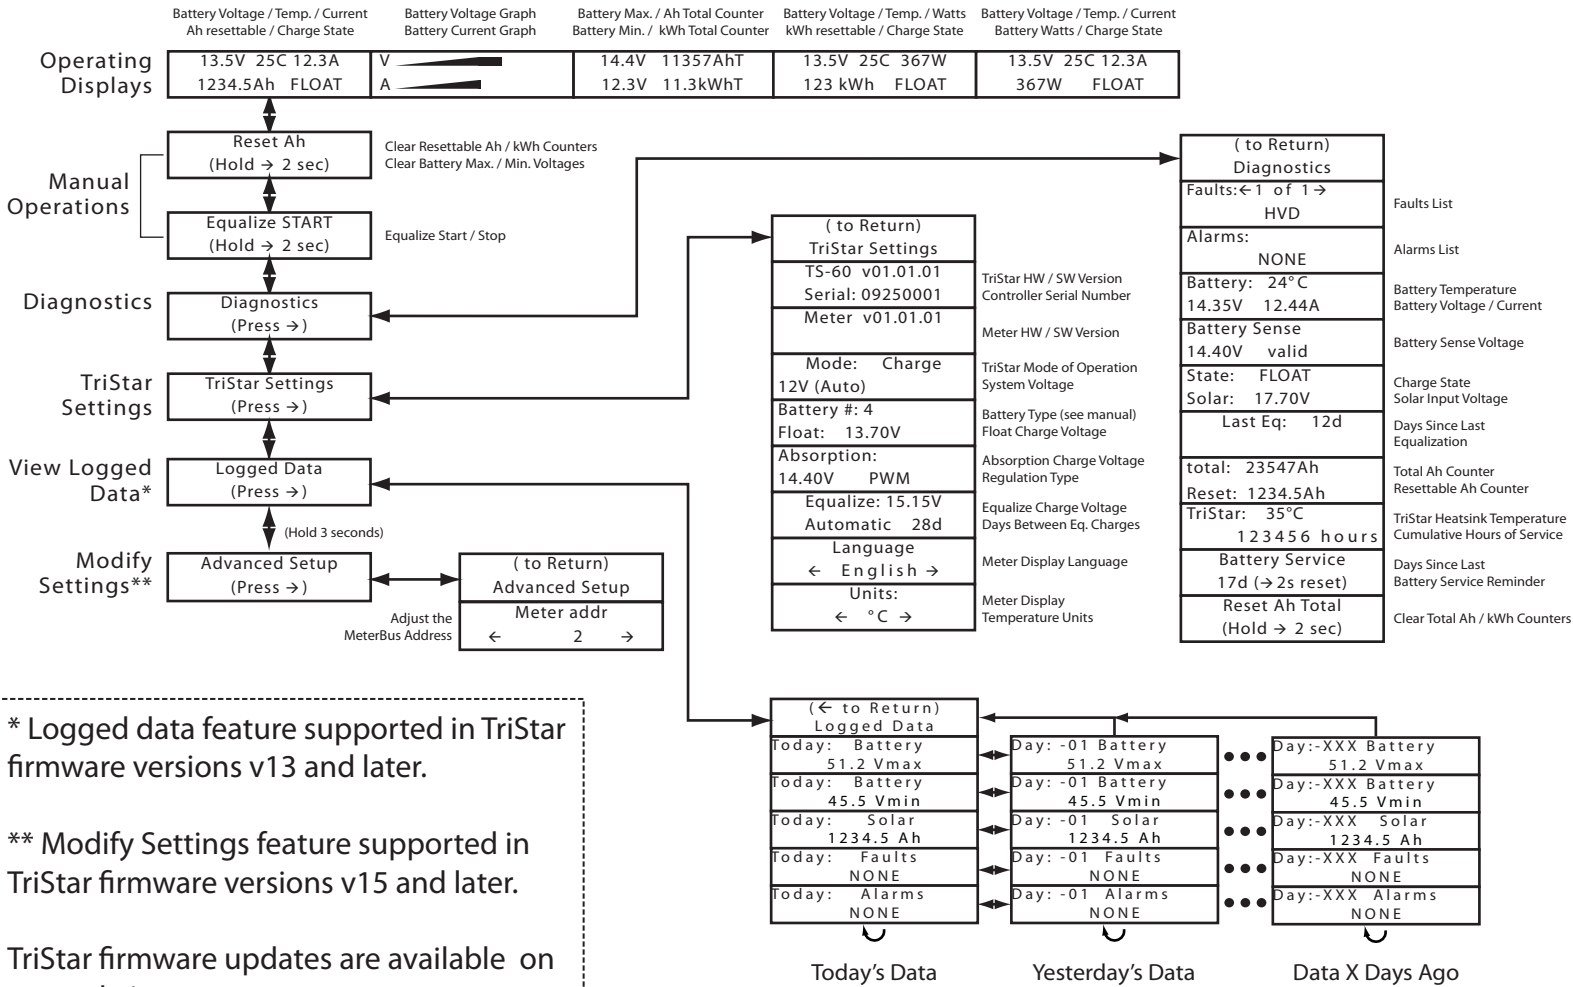 Battery Voltage / Temp. / Current
Ah resettable / Charge State
Battery Voltage Graph
Battery Current Graph
Battery Max. / Ah Total Counter
Battery Min. / kWh Total Counter
Battery Voltage / Temp. / Watts
kWh resettable / Charge State
Battery Voltage / Temp. / Current
Battery Watts / Charge State
Operating
Displays
13.5V 25C 12.3A
1234.5Ah FLOAT
V
A
14.4V 11357AhT
12.3V 11.3kWhT
13.5V 25C 367W
123 kWh FLOAT
13.5V 25C 12.3A
367W FLOAT
Manual
Operations
Reset Ah
(Hold → 2 sec)
Clear Resettable Ah / kWh Counters
Clear Battery Max. / Min. Voltages
Equalize START
(Hold → 2 sec)
Equalize Start / Stop
Diagnostics
Diagnostics
(Press →)
TriStar
Settings
TriStar Settings
(Press →)
View Logged
Data*
Logged Data
(Press →)
(Hold 3 seconds)
Modify
Settings**
Advanced Setup
(Press →)
( to Return)
Advanced Setup
Meter addr
← 2 →
Adjust the
MeterBus Address
( to Return)
TriStar Settings
TS-60 v01.01.01
Serial: 09250001
TriStar HW / SW Version
Controller Serial Number
Meter v01.01.01
Meter HW / SW Version
Mode: Charge
12V (Auto)
TriStar Mode of Operation
System Voltage
Battery #: 4
Float: 13.70V
Battery Type (see manual)
Float Charge Voltage
Absorption:
14.40V PWM
Absorption Charge Voltage
Regulation Type
Equalize: 15.15V
Automatic 28d
Equalize Charge Voltage
Days Between Eq. Charges
Language
← English →
Meter Display Language
Units:
← °C →
Meter Display
Temperature Units
( to Return)
Diagnostics
Faults:←1 of 1→
HVD
Faults List
Alarms:
NONE
Alarms List
Battery: 24°C
14.35V 12.44A
Battery Temperature
Battery Voltage / Current
Battery Sense
14.40V valid
Battery Sense Voltage
State: FLOAT
Solar: 17.70V
Charge State
Solar Input Voltage
Last Eq: 12d
Days Since Last
Equalization
total: 23547Ah
Reset: 1234.5Ah
Total Ah Counter
Resettable Ah Counter
TriStar: 35°C
123456 hours
TriStar Heatsink Temperature
Cumulative Hours of Service
Battery Service
17d (→2s reset)
Days Since Last
Battery Service Reminder
Reset Ah Total
(Hold → 2 sec)
Clear Total Ah / kWh Counters
* Logged data feature supported in TriStar
firmware versions v13 and later.
** Modify Settings feature supported in
TriStar firmware versions v15 and later.
TriStar firmware updates are available on
(← to Return)
Logged Data
Today: Battery
51.2 Vmax
Today: Battery
45.5 Vmin
Today: Solar
1234.5 Ah
Today: Faults
NONE
Today: Alarms
NONE
Today's Data
Day: -01 Battery
51.2 Vmax
Day: -01 Battery
45.5 Vmin
Day: -01 Solar
1234.5 Ah
Day: -01 Faults
NONE
Day: -01 Alarms
NONE
Yesterday's Data
Day:-XXX Battery
51.2 Vmax
Day:-XXX Battery
45.5 Vmin
Day:-XXX Solar
1234.5 Ah
Day:-XXX Faults
NONE
Day:-XXX Alarms
NONE
Data X Days Ago